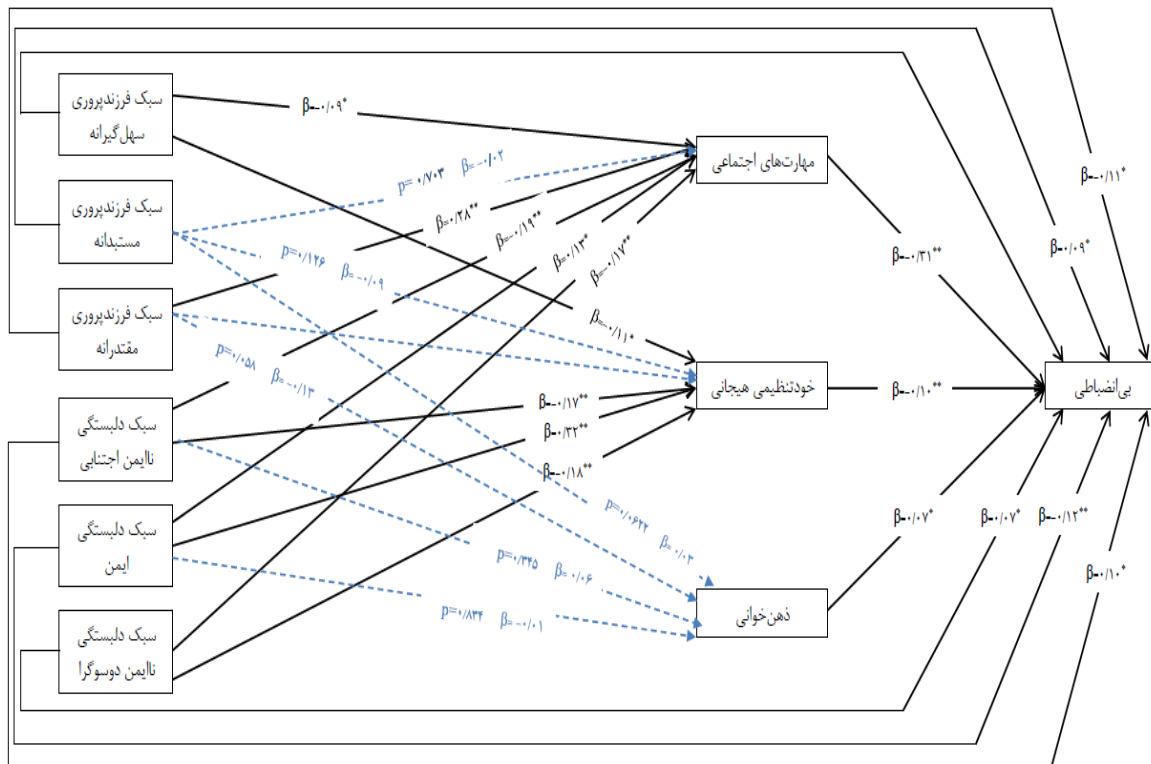 سبک فرزندپروری
سهل‌گیرانه
سبک فرزندپروری
مستبدانه
سبک فرزندپروری
مقتدرانه
سبک دلبستگی
ناایمن اجتنابی
سبک دلبستگی
ایمن
سبک دلبستگی
ناایمن دوسوگرا
مهارت‌های اجتماعی
خودتنظیمی هیجانی
ذهن‌خوانی
بی‌انضباطی
β=-۰/۰۹*
p= ۰/۷۰۳ β=-۰/۰۲
β=۰/۲۸**
β=-۰/۱۹**
β=۰/۱۳*
β=-۰/۱۷**
p=۰/۱۲۶ β=-۰/۰۹
β=-۰/۱۱*
p=۰/۰۵۸ β=-۰/۱۳
β=-۰/۱۷**
β=۰/۳۲**
β=-۰/۱۸**
p=۰/۰۶۲۲ β=۰/۰۳
p=۰/۳۴۵ β=۰/۰۶
p=۰/۸۳۴ β=-۰/۰۱
β=-۰/۳۱**
β=-۰/۱۰**
β=۰/۰۷*
β=-۰/۱۱*
β=۰/۰۹*
β=۰/۰۷*
β=-۰/۱۲**
β=۰/۱۰*